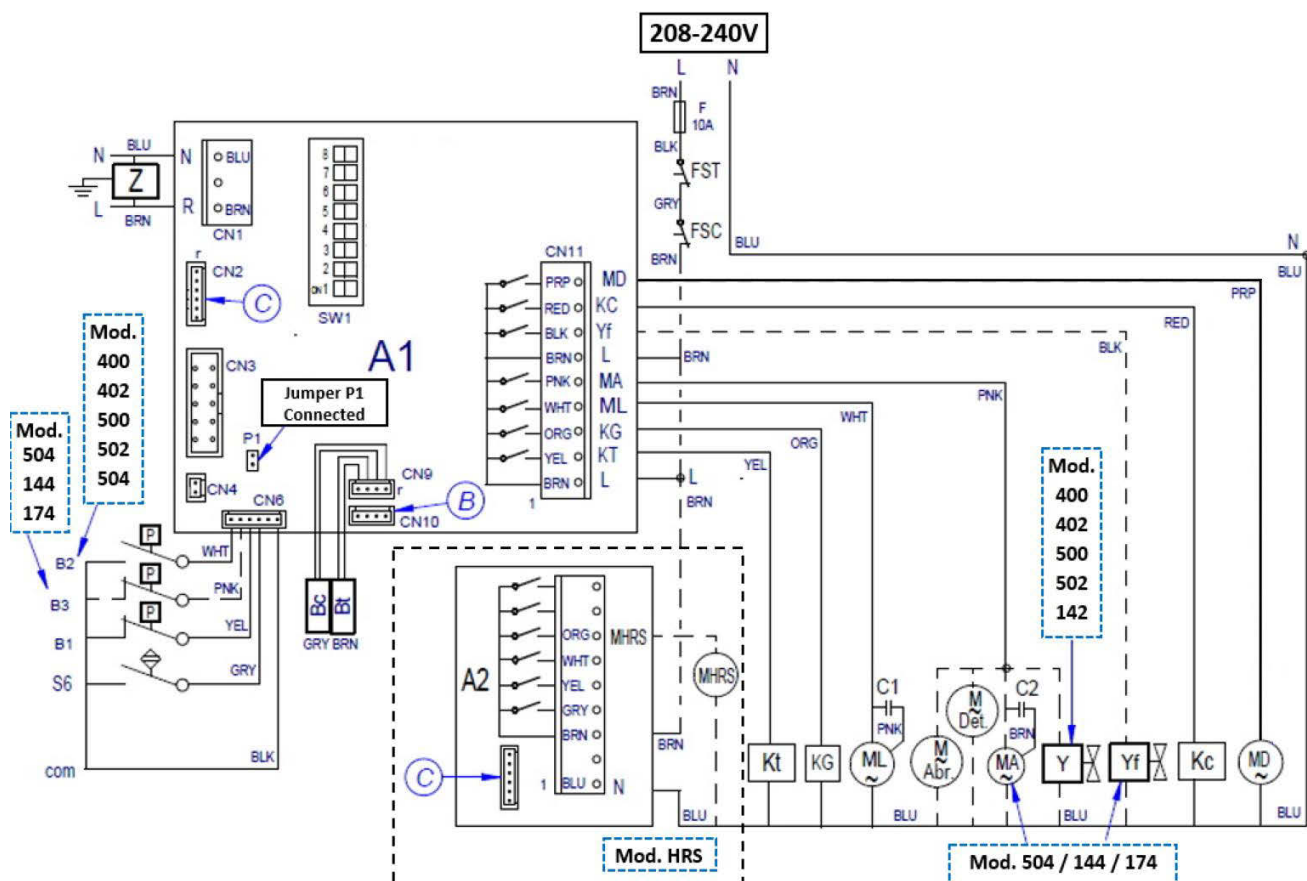 208-240V
L N
BRN
F
10A
BLK
FST
GRY
FSC
BRN
BLU
N
BLU
N BLU N
Z
L BRN R
BLU
BRN
CN1
r
CN2
C
8
7
6
5
4
3
2
ON 1
SW1
A1
CN3
Jumper P1
Connected
P1
CN4
CN6
CN9
r
CN10
B
CN11
PRP MD
RED KC
BLK Yf
BRN L
PNK MA
WHT ML
ORG KG
YEL KT
BRN L
1
BRN
L
BRN
PRP
RED
BLK
PNK
WHT
ORG
YEL
Mod.
400
402
500
502
504
Mod.
504
144
174
B2 P WHT
B3 P PNK
B1 P YEL
S6 GRY
com BLK
Bc Bt
GRY BRN
A2
ORG MHRS
WHT
YEL
GRY
BRN
1 BLU N
C
MHRS
BRN
BLU
BLU
Mod. HRS
Mod.
400
402
500
502
142
Kt
KG
C1
PNK
ML
~
M
~
Det.
M
~
Abr.
C2
BRN
MA
~
Y
Yf
Kc
MD
~
BLU
BLU
BLU
BLU
Mod. 504 / 144 / 174